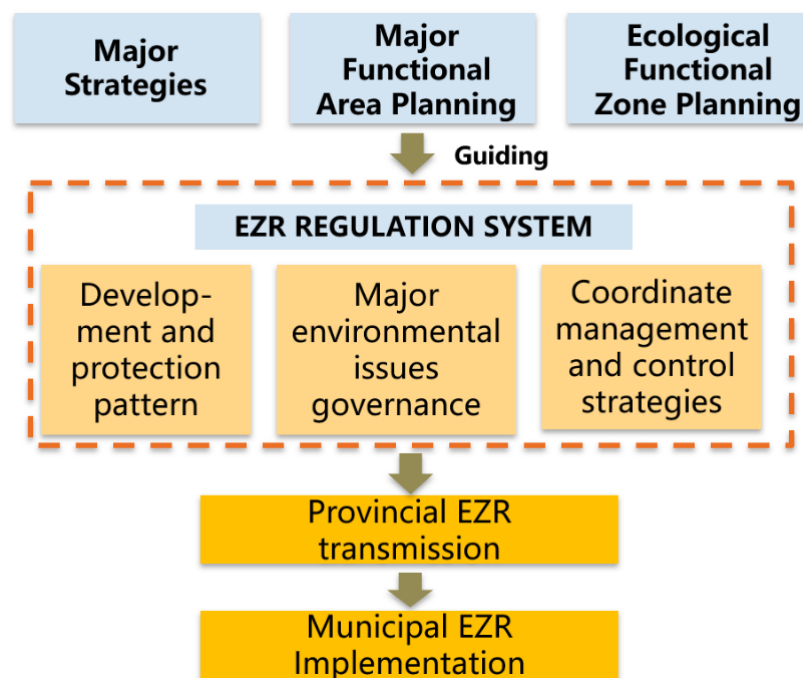 Major
Strategies
Major
Functional
Area Planning
Ecological
Functional
Zone Planning
Guiding
EZR REGULATION SYSTEM
Develop-
ment and
protection
pattern
Major
environmental
issues
governance
Coordinate
management
and control
strategies
Provincial EZR
transmission
Municipal EZR
Implementation